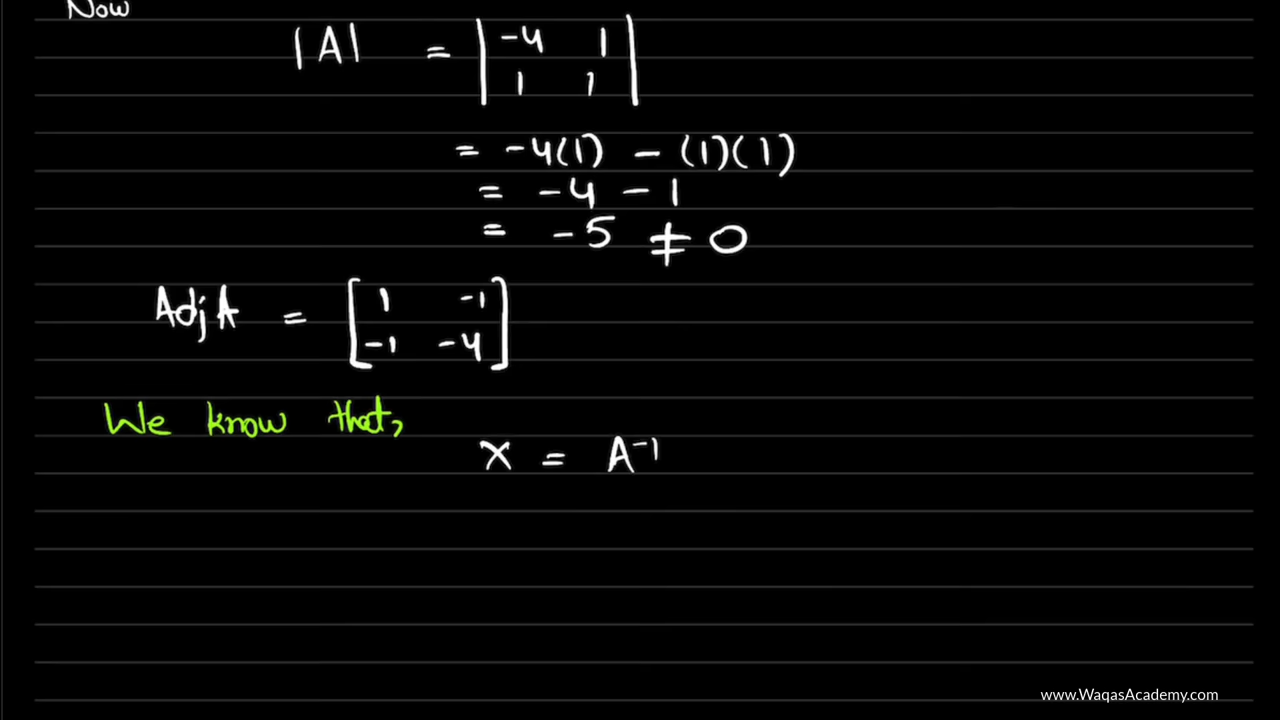 Now
|A| = | -4 1 |
| 1 1 |
= -4(1) - (1)(1)
= -4 - 1
= -5 ≠ 0
Adj A = [ 1 -1 ]
[ -1 -4 ]
We know that,
X = A⁻¹
www.WaqasAcademy.com